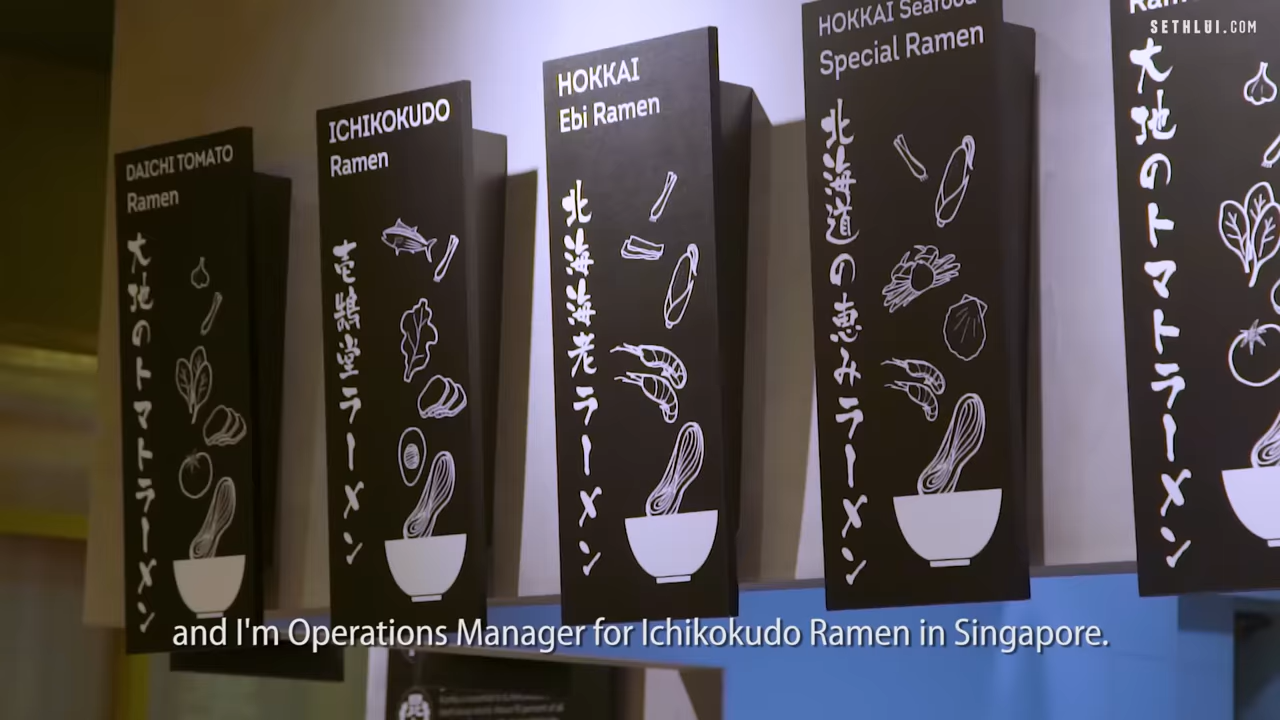 SETHLUI.COM
DAICHI TOMATO
Ramen
大地のトマトラーメン
ICHIKOKUDO
Ramen
壱鵠堂ラーメン
HOKKAI
Ebi Ramen
北海海老ラーメン
HOKKAI Seafood
Special Ramen
北海道の恵みラーメン
Ramen
大地のトマトラーメン
and I'm Operations Manager for Ichikokudo Ramen in Singapore.